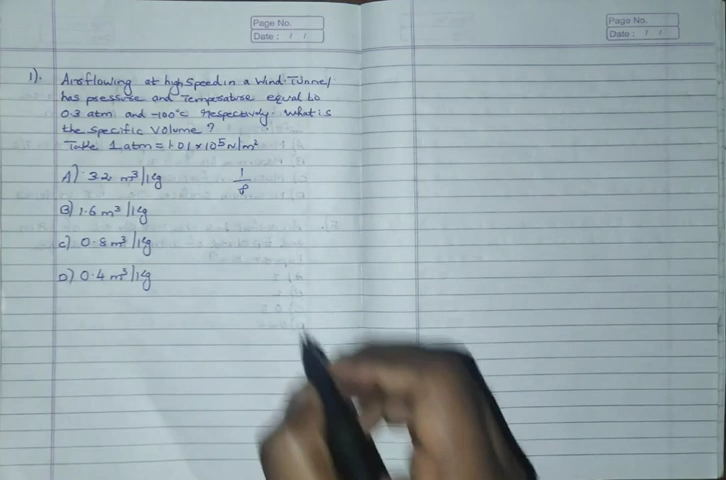 Page No.
Date : / /
Page No.
Date : / /
1). Air flowing at high speed in a Wind Tunnel
has pressure and Temperature equal to
0.3 atm and -100°c respectively. What is
the Specific Volume ?
Take 1 atm = 1.01 × 10⁵ N/m²
A) 3.2 m³/kg
1/ρ
B) 1.6 m³/kg
C) 0.8 m³/kg
D) 0.4 m³/kg